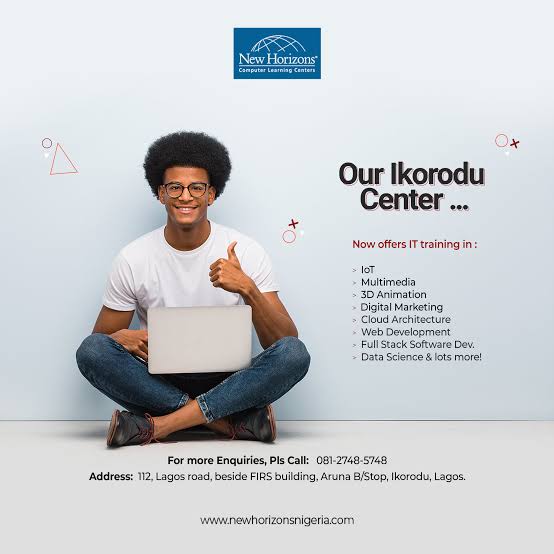 New Horizons®
Computer Learning Centers
Our Ikorodu
Center ...
Now offers IT training in :
> IoT
> Multimedia
> 3D Animation
> Digital Marketing
> Cloud Architecture
> Web Development
> Full Stack Software Dev.
> Data Science & lots more!
For more Enquiries, Pls Call: 081-2748-5748
Address: 112, Lagos road, beside FIRS building, Aruna B/Stop, Ikorodu, Lagos.
www.newhorizonsnigeria.com